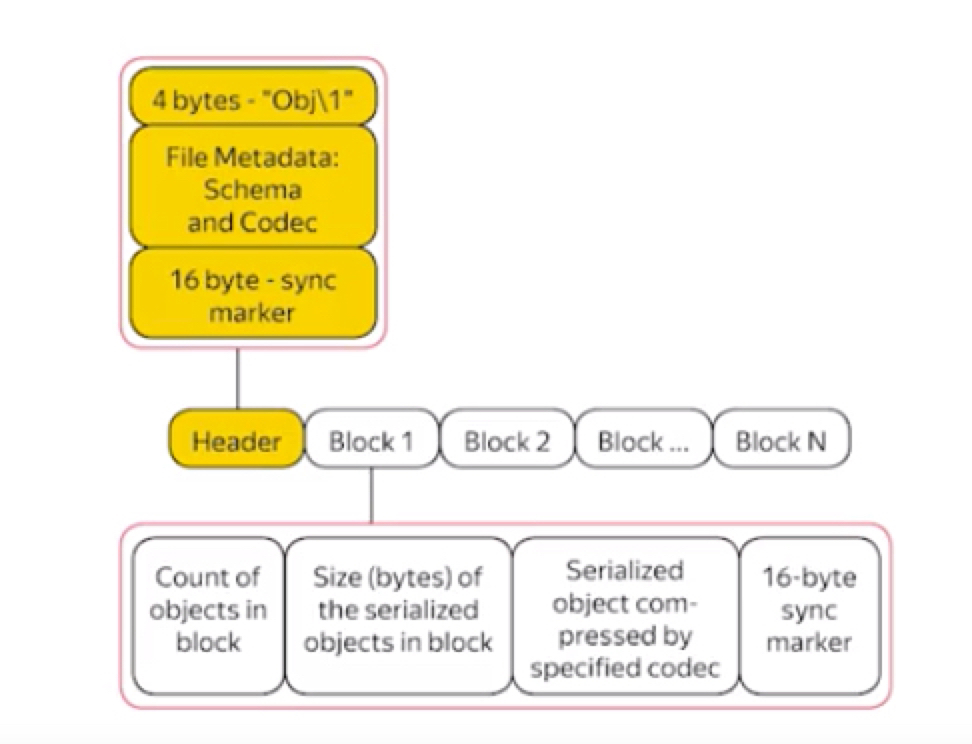 4 bytes - "Obj\1"
File Metadata:
Schema
and Codec
16 byte - sync
marker
Header
Block 1
Block 2
Block ...
Block N
Count of
objects in
block
Size (bytes) of
the serialized
objects in block
Serialized
object com-
pressed by
specified codec
16-byte
sync
marker